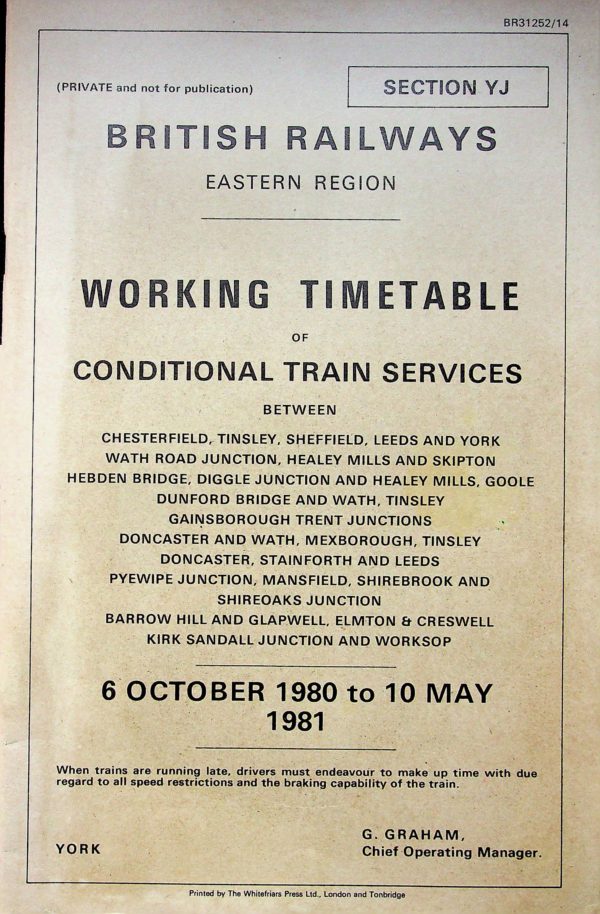 BR31252/14
(PRIVATE and not for publication)
SECTION YJ
BRITISH RAILWAYS
EASTERN REGION
WORKING TIMETABLE
OF
CONDITIONAL TRAIN SERVICES
BETWEEN
CHESTERFIELD, TINSLEY, SHEFFIELD, LEEDS AND YORK
WATH ROAD JUNCTION, HEALEY MILLS AND SKIPTON
HEBDEN BRIDGE, DIGGLE JUNCTION AND HEALEY MILLS, GOOLE
DUNFORD BRIDGE AND WATH, TINSLEY
GAINSBOROUGH TRENT JUNCTIONS
DONCASTER AND WATH, MEXBOROUGH, TINSLEY
DONCASTER, STAINFORTH AND LEEDS
PYEWIPE JUNCTION, MANSFIELD, SHIREBROOK AND
SHIREOAKS JUNCTION
BARROW HILL AND GLAPWELL, ELMTON & CRESWELL
KIRK SANDALL JUNCTION AND WORKSOP
6 OCTOBER 1980 to 10 MAY
1981
When trains are running late, drivers must endeavour to make up time with due
regard to all speed restrictions and the braking capability of the train.
G. GRAHAM,
YORK
Chief Operating Manager.
Printed by The Whitefriars Press Ltd., London and Tonbridge